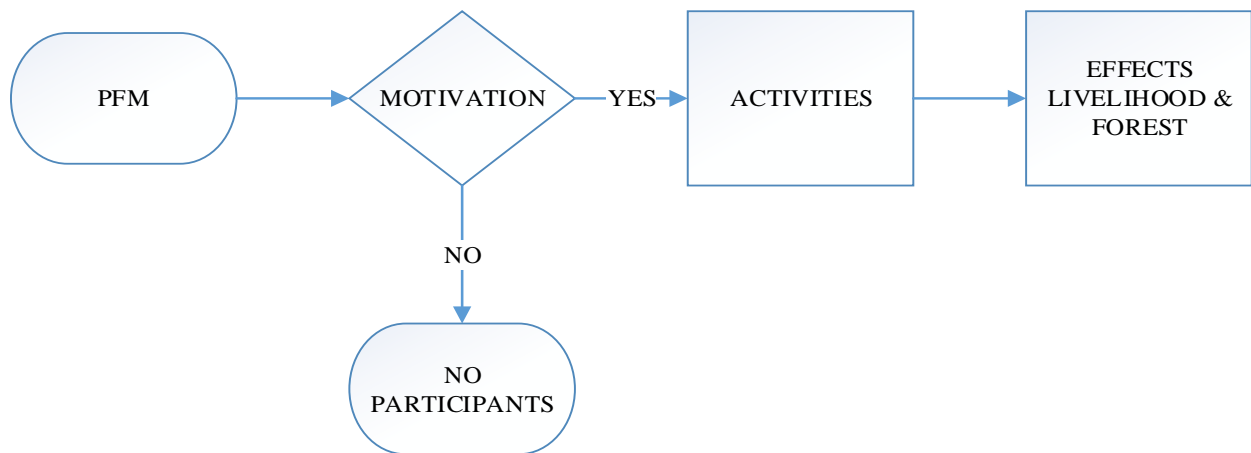 PFM
MOTIVATION
YES
ACTIVITIES
EFFECTS
LIVELIHOOD &
FOREST
NO
NO
PARTICIPANTS